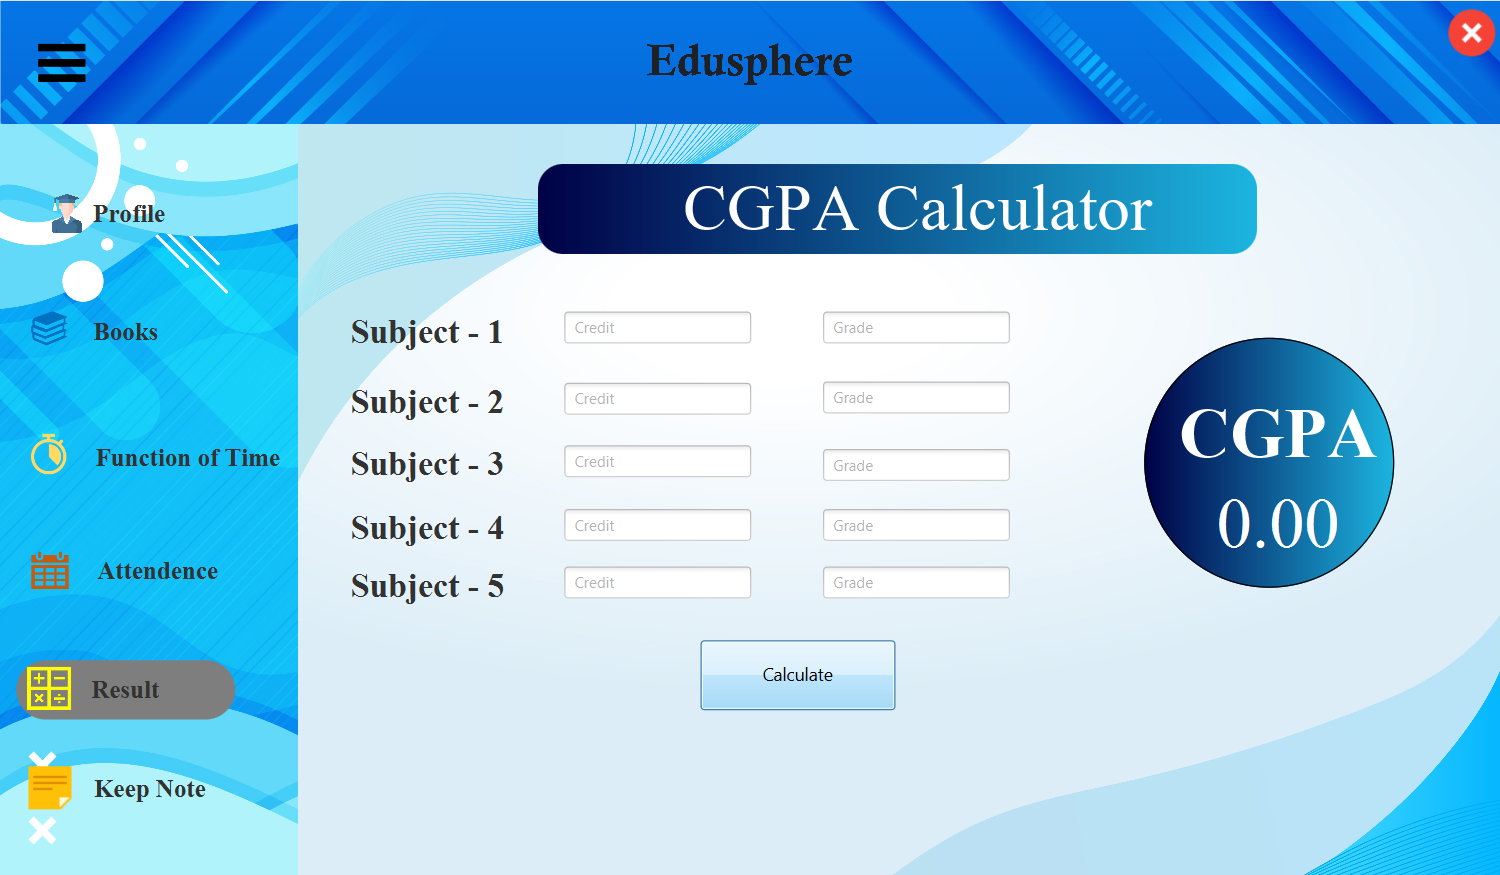 Edusphere
Profile
Books
Function of Time
Attendence
Result
Keep Note
CGPA Calculator
Subject - 1 Credit Grade
Subject - 2 Credit Grade
Subject - 3 Credit Grade
Subject - 4 Credit Grade
Subject - 5 Credit Grade
Calculate
CGPA
0.00